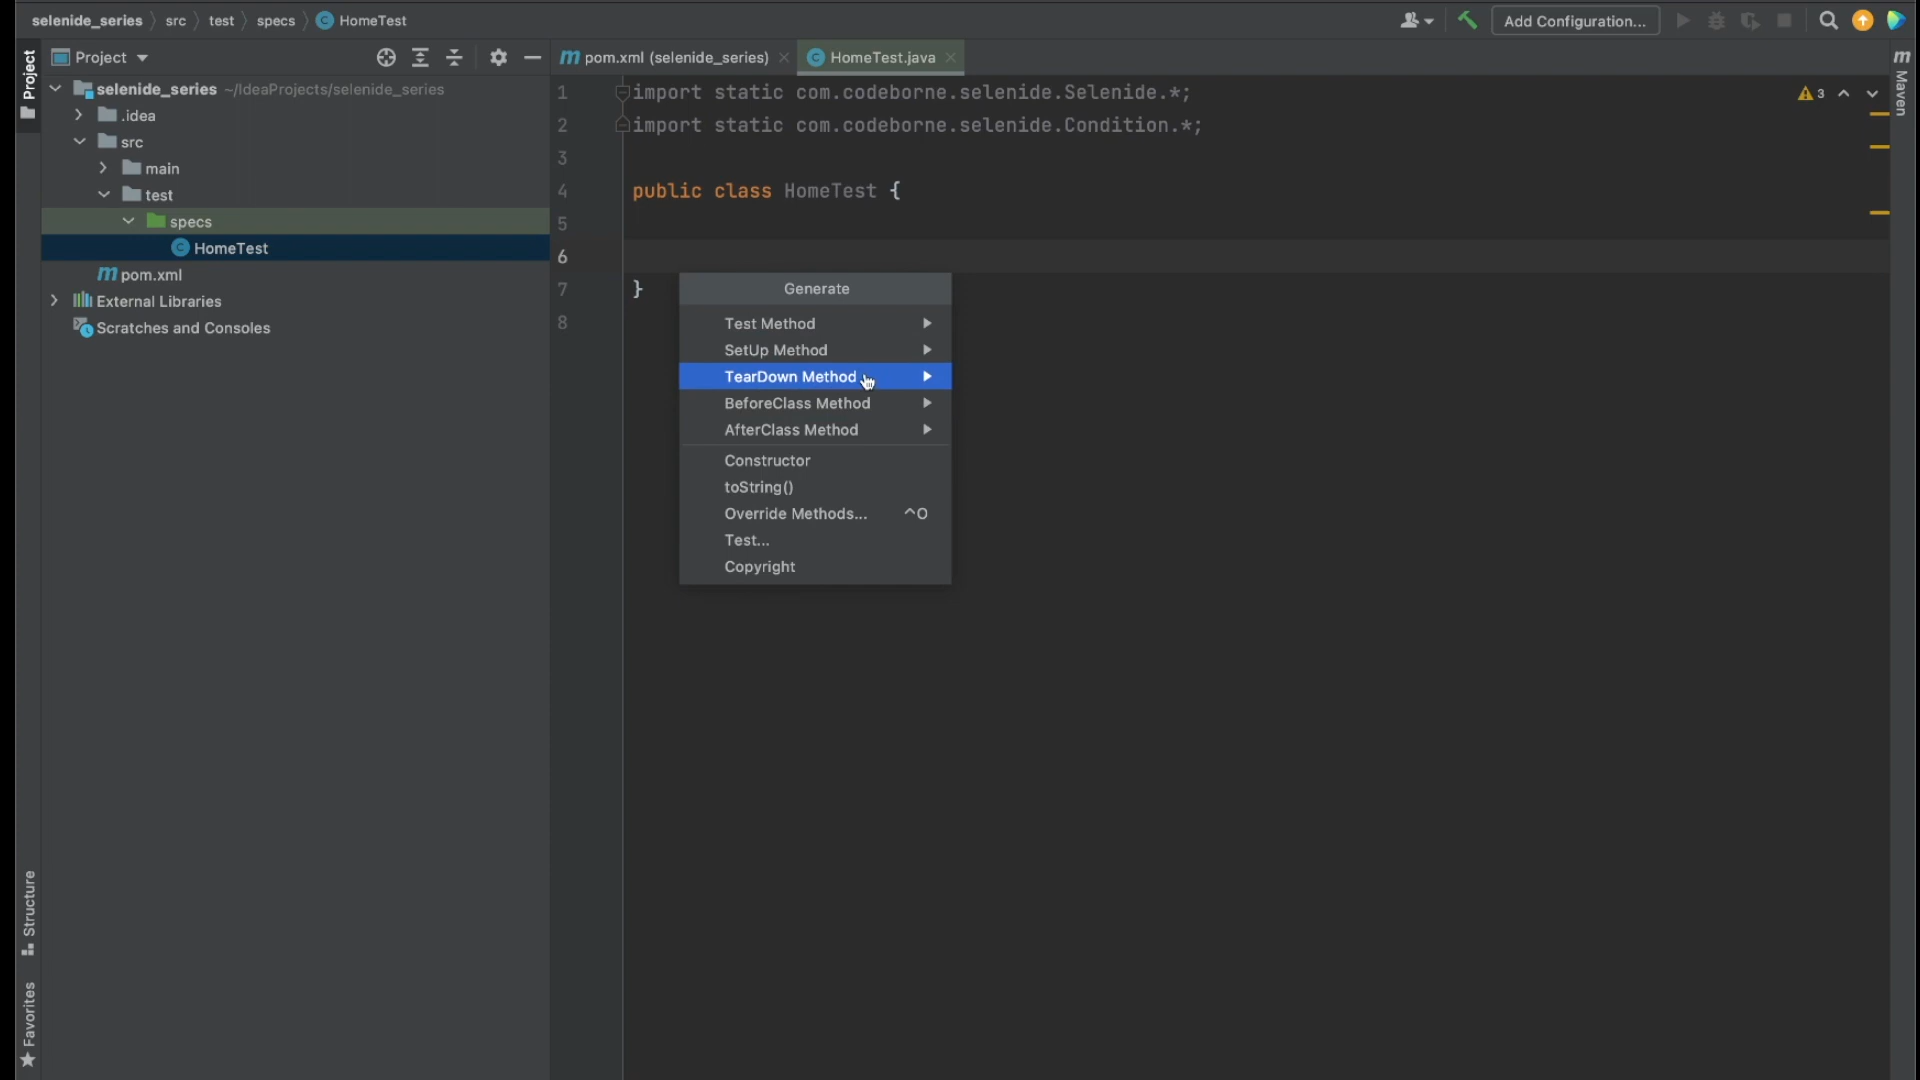 selenide_series src test specs C HomeTest
Add Configuration...
Project
Project
m pom.xml (selenide_series)
C HomeTest.java
m Maven
selenide_series ~/IdeaProjects/selenide_series
.idea
src
main
test
specs
C HomeTest
m pom.xml
External Libraries
Scratches and Consoles
Structure
Favorites
1 import static com.codeborne.selenide.Selenide.*;
3
2 import static com.codeborne.selenide.Condition.*;
3
4 public class HomeTest {
5
6
7 }
8
Generate
Test Method
SetUp Method
TearDown Method
BeforeClass Method
AfterClass Method
Constructor
toString()
Override Methods... ^O
Test...
Copyright